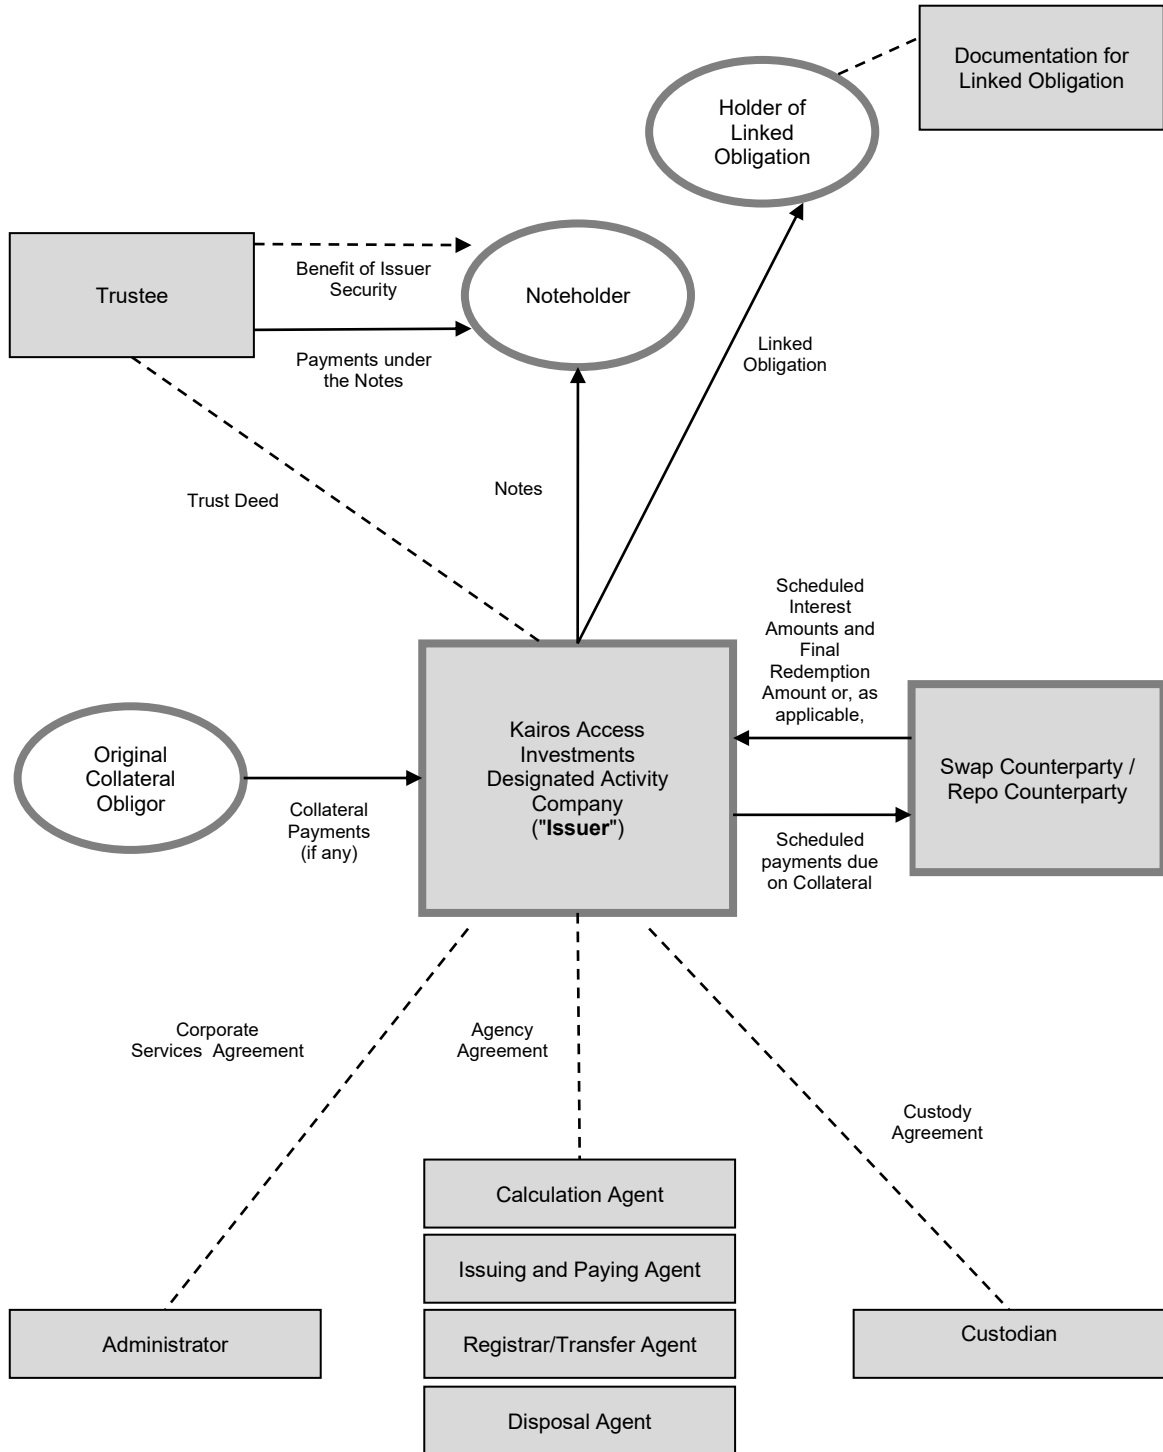 Documentation for
Linked Obligation
Holder of
Linked
Obligation
Trustee
Benefit of Issuer
Security
Payments under
the Notes
Noteholder
Linked
Obligation
Trust Deed
Notes
Scheduled
Interest
Amounts and
Final
Redemption
Amount or, as
applicable,
Original
Collateral
Obligor
Collateral
Payments
(if any)
Kairos Access
Investments
Designated Activity
Company
("Issuer")
Swap Counterparty /
Repo Counterparty
Scheduled
payments due
on Collateral
Corporate
Services Agreement
Agency
Agreement
Custody
Agreement
Calculation Agent
Issuing and Paying Agent
Administrator
Registrar/Transfer Agent
Custodian
Disposal Agent